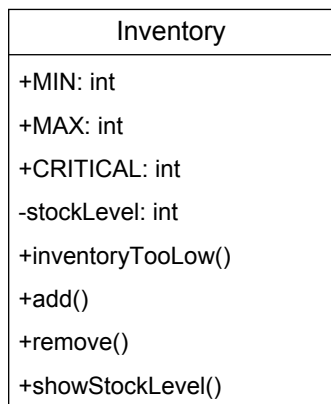 Inventory
+MIN: int
+MAX: int
+CRITICAL: int
-stockLevel: int
+inventoryTooLow()
+add()
+remove()
+showStockLevel()